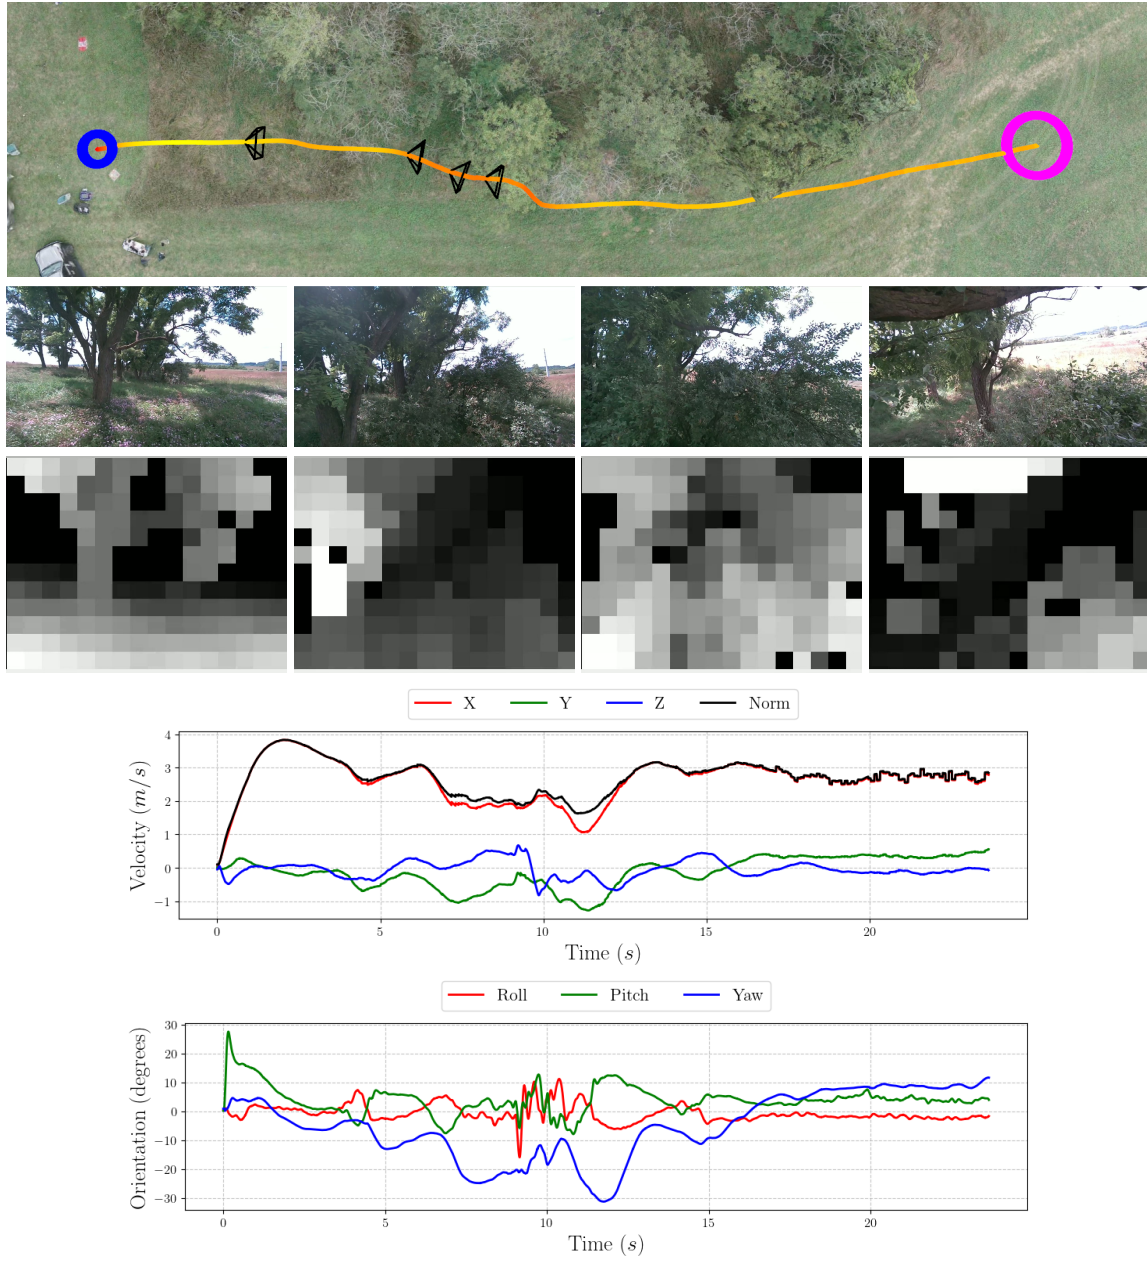 X Y Z Norm
4
3
2
1
0
−1
Velocity (m/s)
0 5 10 15 20
Time (s)
Roll Pitch Yaw
30
20
10
0
−10
−20
−30
Orientation (degrees)
0 5 10 15 20
Time (s)